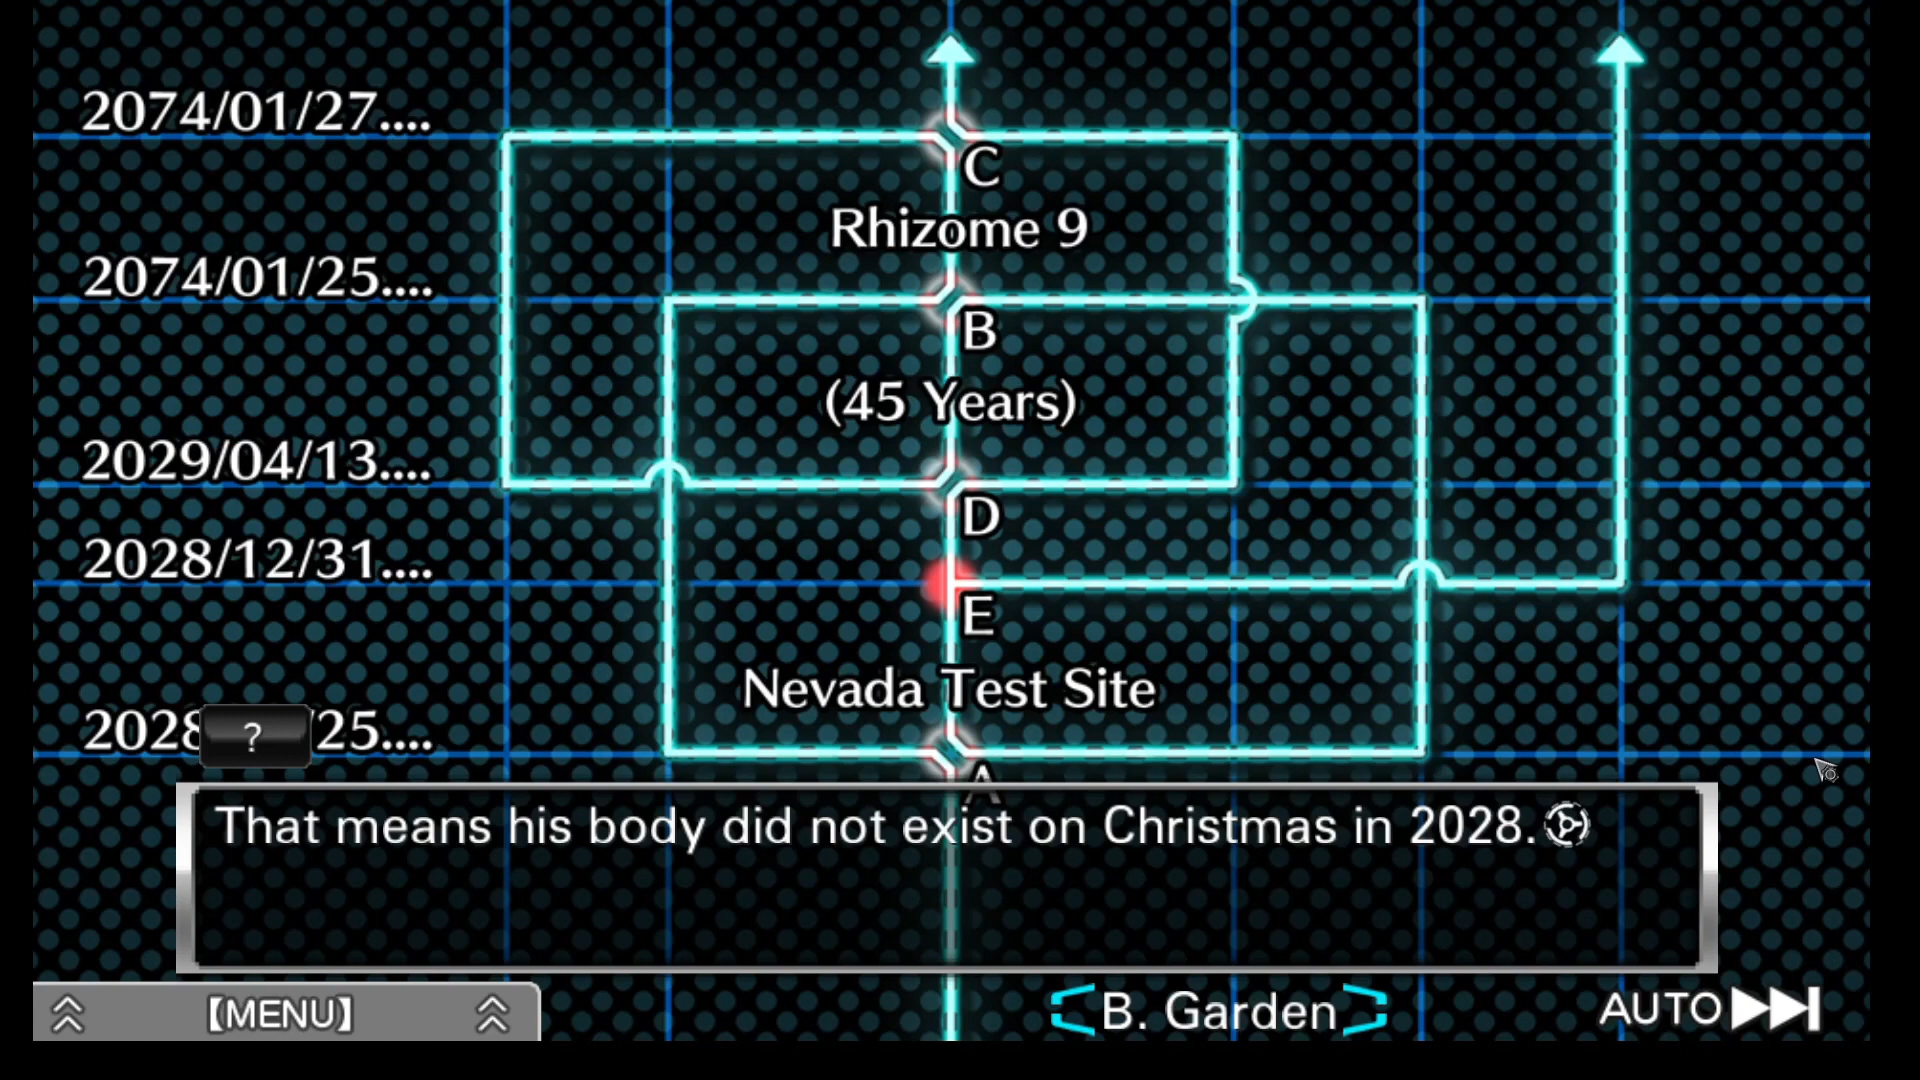 2074/01/27....
C
Rhizome 9
2074/01/25....
B
(45 Years)
2029/04/13....
D
2028/12/31....
E
Nevada Test Site
2028 ? /25....
A
That means his body did not exist on Christmas in 2028.
【MENU】
B. Garden
AUTO